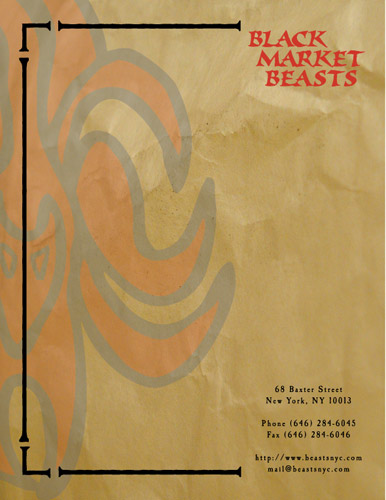 BLACK
MARKET
BEASTS
68 Baxter Street
New York, NY 10013
Phone (646) 284-6045
Fax (646) 284-6046
http://www.beastsnyc.com
mail@beastsnyc.com